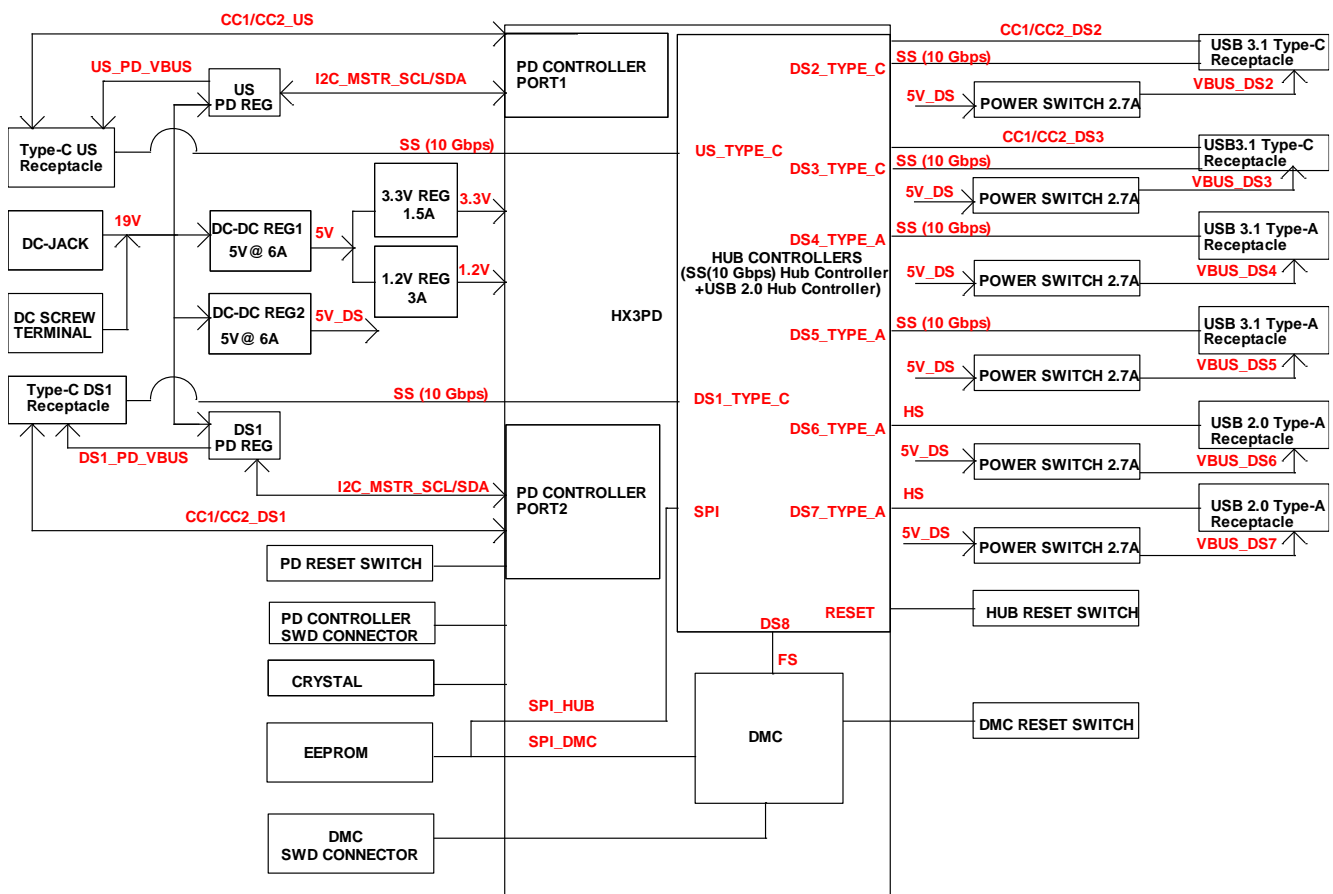 CC1/CC2_US
US_PD_VBUS
US
PD REG
I2C_MSTR_SCL/SDA
PD CONTROLLER
PORT1
Type-C US
Receptacle
SS (10 Gbps)
DC-JACK
19V
DC-DC REG1
5V@ 6A
5V
3.3V REG
1.5A
3.3V
1.2V REG
3A
1.2V
DC SCREW
TERMINAL
DC-DC REG2
5V@ 6A
5V_DS
HX3PD
Type-C DS1
Receptacle
SS (10 Gbps)
DS1
PD REG
DS1_PD_VBUS
I2C_MSTR_SCL/SDA
CC1/CC2_DS1
PD CONTROLLER
PORT2
PD RESET SWITCH
PD CONTROLLER
SWD CONNECTOR
CRYSTAL
EEPROM
SPI_HUB
SPI_DMC
DMC
SWD CONNECTOR
DS2_TYPE_C
US_TYPE_C
DS3_TYPE_C
DS4_TYPE_A
HUB CONTROLLERS
(SS(10 Gbps) Hub Controller
+USB 2.0 Hub Controller)
DS5_TYPE_A
DS1_TYPE_C
DS6_TYPE_A
SPI
DS7_TYPE_A
RESET
DS8
FS
DMC
CC1/CC2_DS2
SS (10 Gbps)
USB 3.1 Type-C
Receptacle
5V_DS
POWER SWITCH 2.7A
VBUS_DS2
CC1/CC2_DS3
SS (10 Gbps)
USB3.1 Type-C
Receptacle
5V_DS
POWER SWITCH 2.7A
VBUS_DS3
SS (10 Gbps)
USB 3.1 Type-A
Receptacle
5V_DS
POWER SWITCH 2.7A
VBUS_DS4
SS (10 Gbps)
USB 3.1 Type-A
Receptacle
5V_DS
POWER SWITCH 2.7A
VBUS_DS5
HS
USB 2.0 Type-A
Receptacle
5V_DS
POWER SWITCH 2.7A
VBUS_DS6
HS
USB 2.0 Type-A
Receptacle
5V_DS
POWER SWITCH 2.7A
VBUS_DS7
HUB RESET SWITCH
DMC RESET SWITCH